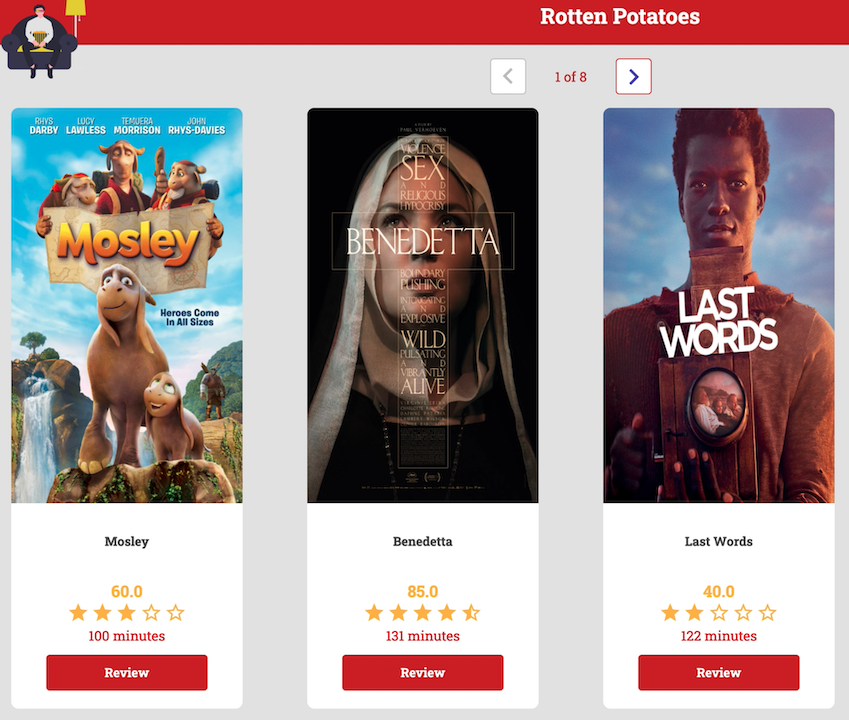 Rotten Potatoes
1 of 8
RHYS DARBY
LUCY LAWLESS
TEMUERA MORRISON
JOHN RHYS-DAVIES
Mosley
Heroes Come
In All Sizes
A FILM BY
PAUL VERHOEVEN
VIOLENCE
SEX
AND
RELIGIOUS
HYPOCRISY
BENEDETTA
BOUNDARY
PUSHING
INTOXICATING
AND
EXPLOSIVE
WILD
PULSATING
AND
VIBRANTLY
ALIVE
LAST
WORDS
Mosley
60.0
100 minutes
Review
Benedetta
85.0
131 minutes
Review
Last Words
40.0
122 minutes
Review